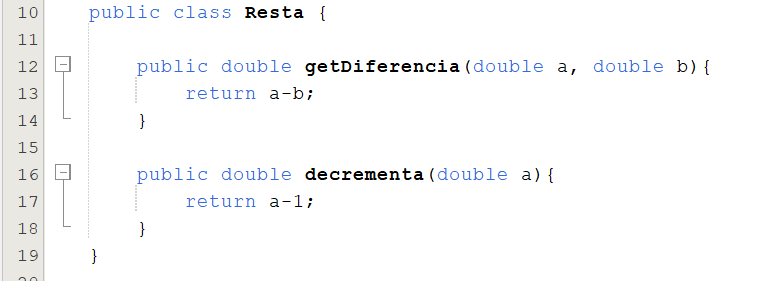 10 public class Resta {
11
12 public double getDiferencia(double a, double b){
13 return a-b;
14 }
15
16 public double decrementa(double a){
17 return a-1;
18 }
19 }